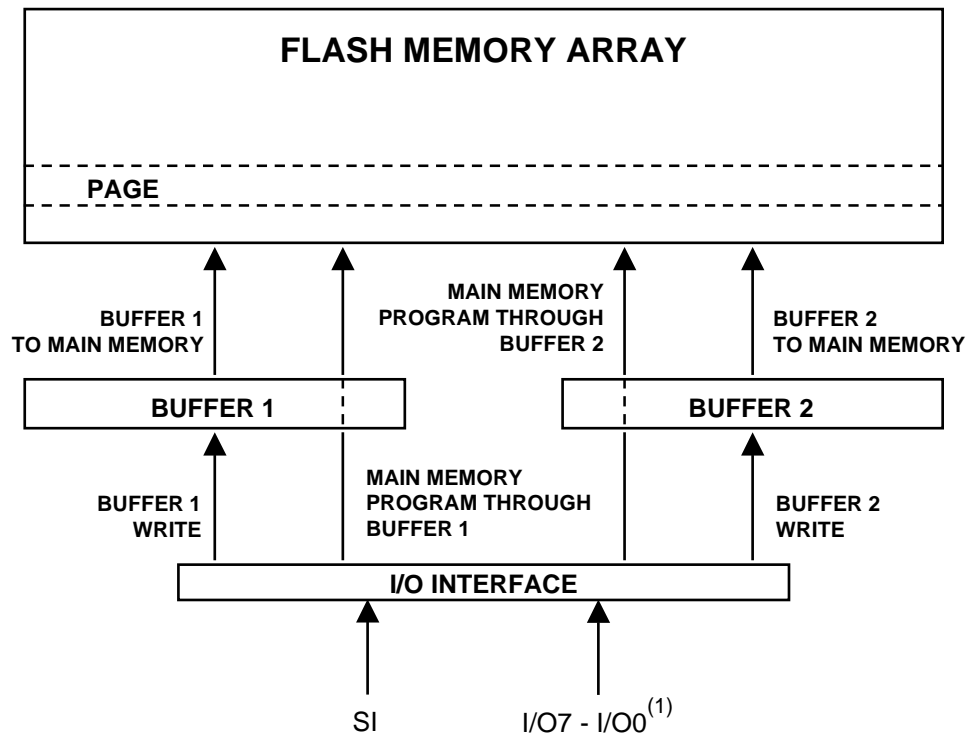 FLASH MEMORY ARRAY
PAGE
BUFFER 1
TO MAIN MEMORY
MAIN MEMORY
PROGRAM THROUGH
BUFFER 2
BUFFER 2
TO MAIN MEMORY
BUFFER 1
BUFFER 2
BUFFER 1
WRITE
MAIN MEMORY
PROGRAM THROUGH
BUFFER 1
BUFFER 2
WRITE
I/O INTERFACE
SI
I/O7 - I/O0(1)